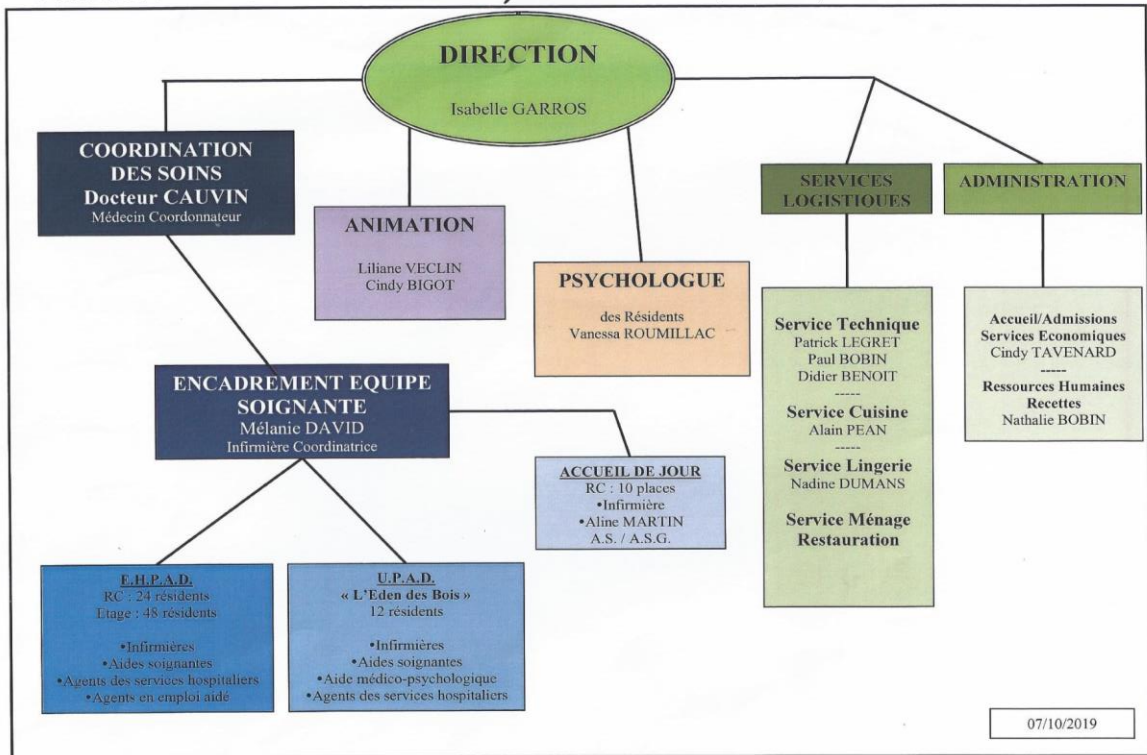 DIRECTION
Isabelle GARROS
COORDINATION
DES SOINS
Docteur CAUVIN
Médecin Coordonnateur
ANIMATION
Liliane VECLIN
Cindy BIGOT
PSYCHOLOGUE
des Résidents
Vanessa ROUMILLAC
SERVICES
LOGISTIQUES
ADMINISTRATION
Service Technique
Patrick LEGRET
Paul BOBIN
Didier BENOIT
-----
Service Cuisine
Alain PEAN
-----
Service Lingerie
Nadine DUMANS
Service Ménage
Restauration
Accueil/Admissions
Services Economiques
Cindy TAVENARD
-----
Ressources Humaines
Recettes
Nathalie BOBIN
ENCADREMENT EQUIPE
SOIGNANTE
Mélanie DAVID
Infirmière Coordinatrice
ACCUEIL DE JOUR
RC : 10 places
•Infirmière
•Aline MARTIN
A.S. / A.S.G.
E.H.P.A.D.
RC : 24 résidents
Etage : 48 résidents
•Infirmières
•Aides soignantes
•Agents des services hospitaliers
•Agents en emploi aidé
U.P.A.D.
« L'Eden des Bois »
12 résidents
•Infirmières
•Aides soignantes
•Aide médico-psychologique
•Agents des services hospitaliers
07/10/2019